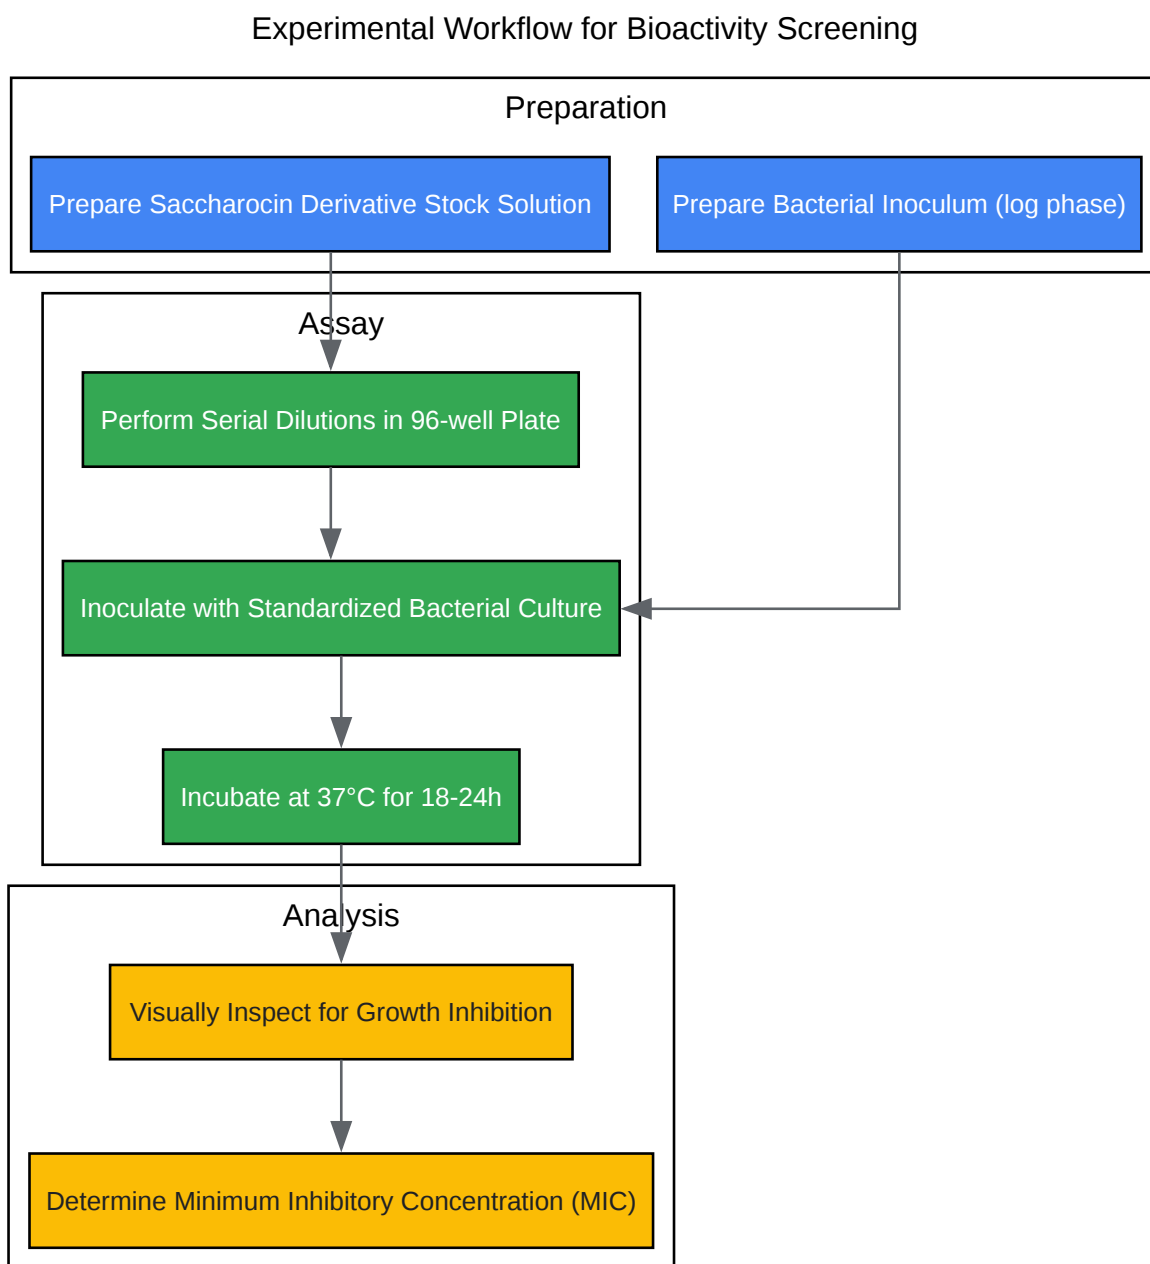 Experimental Workflow for Bioactivity Screening
Preparation
Prepare Saccharocin Derivative Stock Solution
Prepare Bacterial Inoculum (log phase)
Assay
Perform Serial Dilutions in 96-well Plate
Inoculate with Standardized Bacterial Culture
Incubate at 37°C for 18-24h
Analysis
Visually Inspect for Growth Inhibition
Determine Minimum Inhibitory Concentration (MIC)